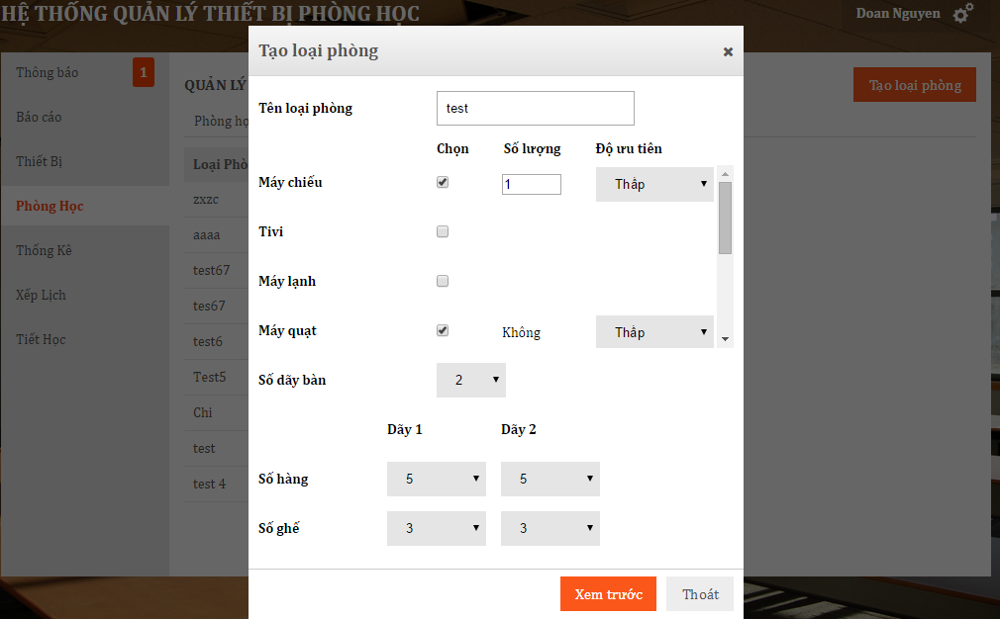 HỆ THỐNG QUẢN LÝ THIẾT BỊ PHÒNG HỌC
Doan Nguyen
Thông báo 1
Báo cáo
Thiết Bị
Phòng Học
Thống Kê
Xếp Lịch
Tiết Học
QUẢN LÝ
Tạo loại phòng
Phòng họ
Loại Phò
zxzc
aaaa
test67
tes67
test6
Test5
Chi
test
test 4
Tạo loại phòng
Tên loại phòng test
Chọn Số lượng Độ ưu tiên
Máy chiếu 1 Thấp
Tivi
Máy lạnh
Máy quạt Không Thấp
Số dãy bàn 2
Dãy 1 Dãy 2
Số hàng 5 5
Số ghế 3 3
Xem trước Thoát